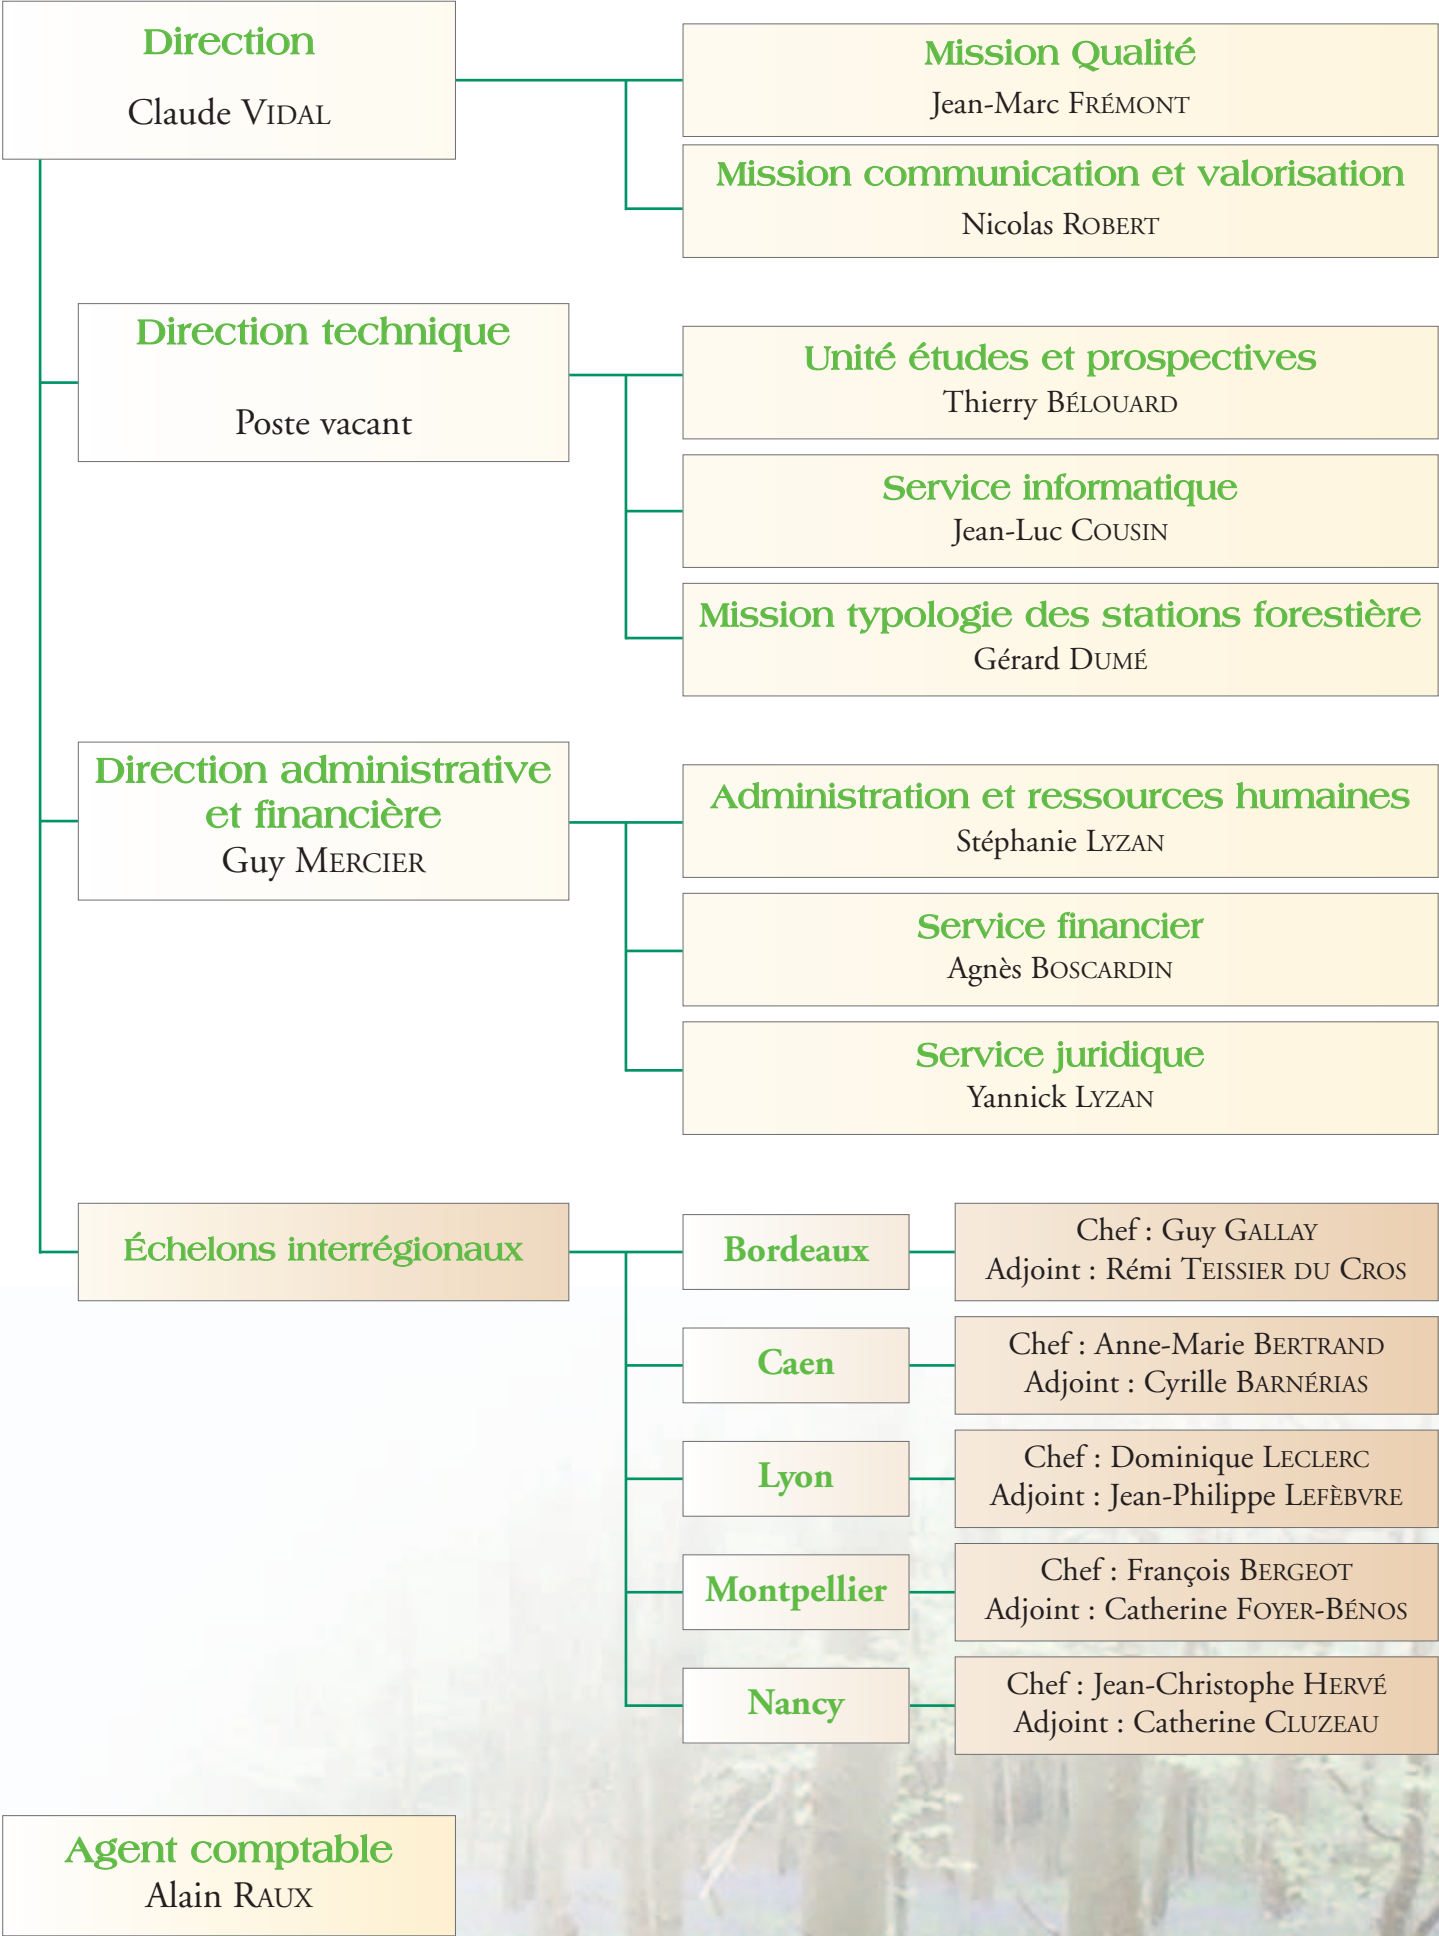 Direction
Claude VIDAL
Mission Qualité
Jean-Marc FRÉMONT
Mission communication et valorisation
Nicolas ROBERT
Direction technique
Poste vacant
Unité études et prospectives
Thierry BÉLOUARD
Service informatique
Jean-Luc COUSIN
Mission typologie des stations forestière
Gérard DUMÉ
Direction administrative
et financière
Guy MERCIER
Administration et ressources humaines
Stéphanie LYZAN
Service financier
Agnès BOSCARDIN
Service juridique
Yannick LYZAN
Échelons interrégionaux
Bordeaux
Chef : Guy GALLAY
Adjoint : Rémi TEISSIER DU CROS
Caen
Chef : Anne-Marie BERTRAND
Adjoint : Cyrille BARNÉRIAS
Lyon
Chef : Dominique LECLERC
Adjoint : Jean-Philippe LEFÈBVRE
Montpellier
Chef : François BERGEOT
Adjoint : Catherine FOYER-BÉNOS
Nancy
Chef : Jean-Christophe HERVÉ
Adjoint : Catherine CLUZEAU
Agent comptable
Alain RAUX